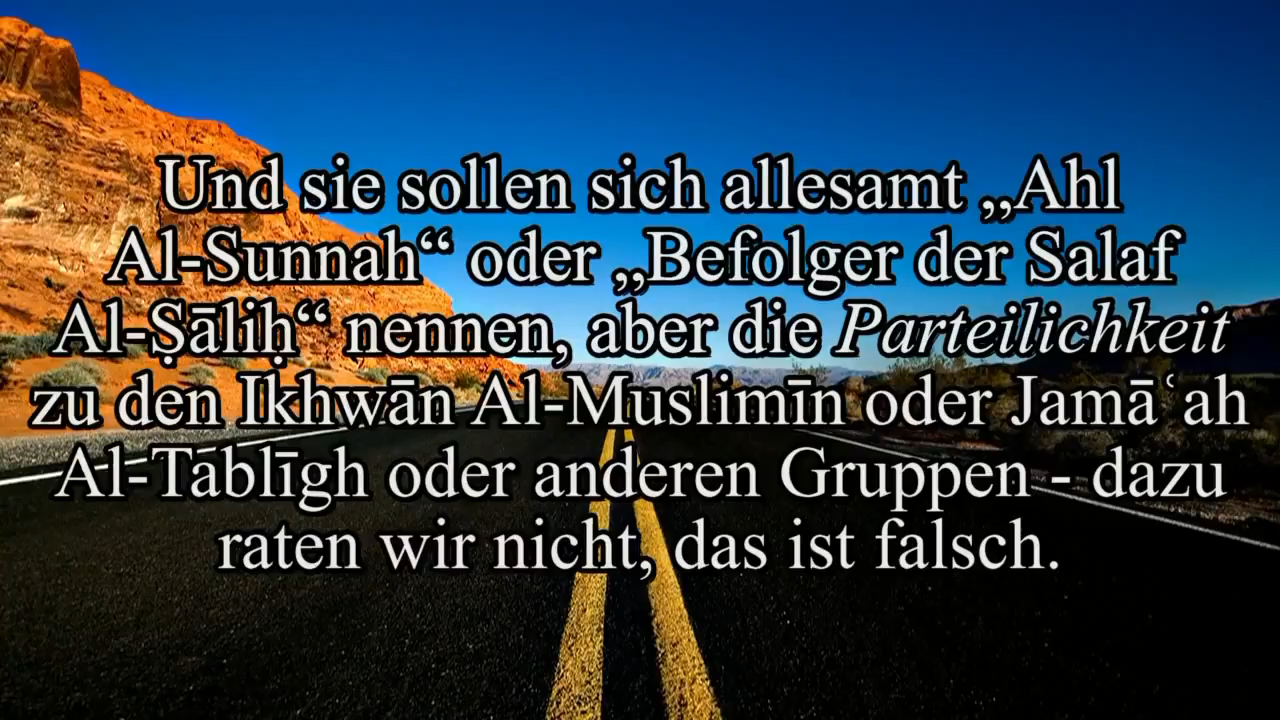 Und sie sollen sich allesamt „Ahl
Al-Sunnah“ oder „Befolger der Salaf
Al-Ṣāliḥ“ nennen, aber die Parteilichkeit
zu den Ikhwān Al-Muslimīn oder Jamāʿah
Al-Tablīgh oder anderen Gruppen - dazu
raten wir nicht, das ist falsch.